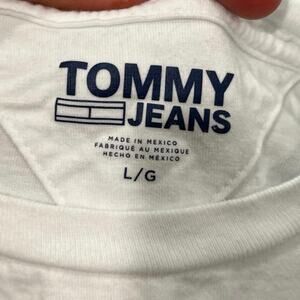 TOMMY
JEANS
MADE IN MEXICO
FABRIQUÉ AU MEXIQUE
HECHO EN MÉXICO
L/G